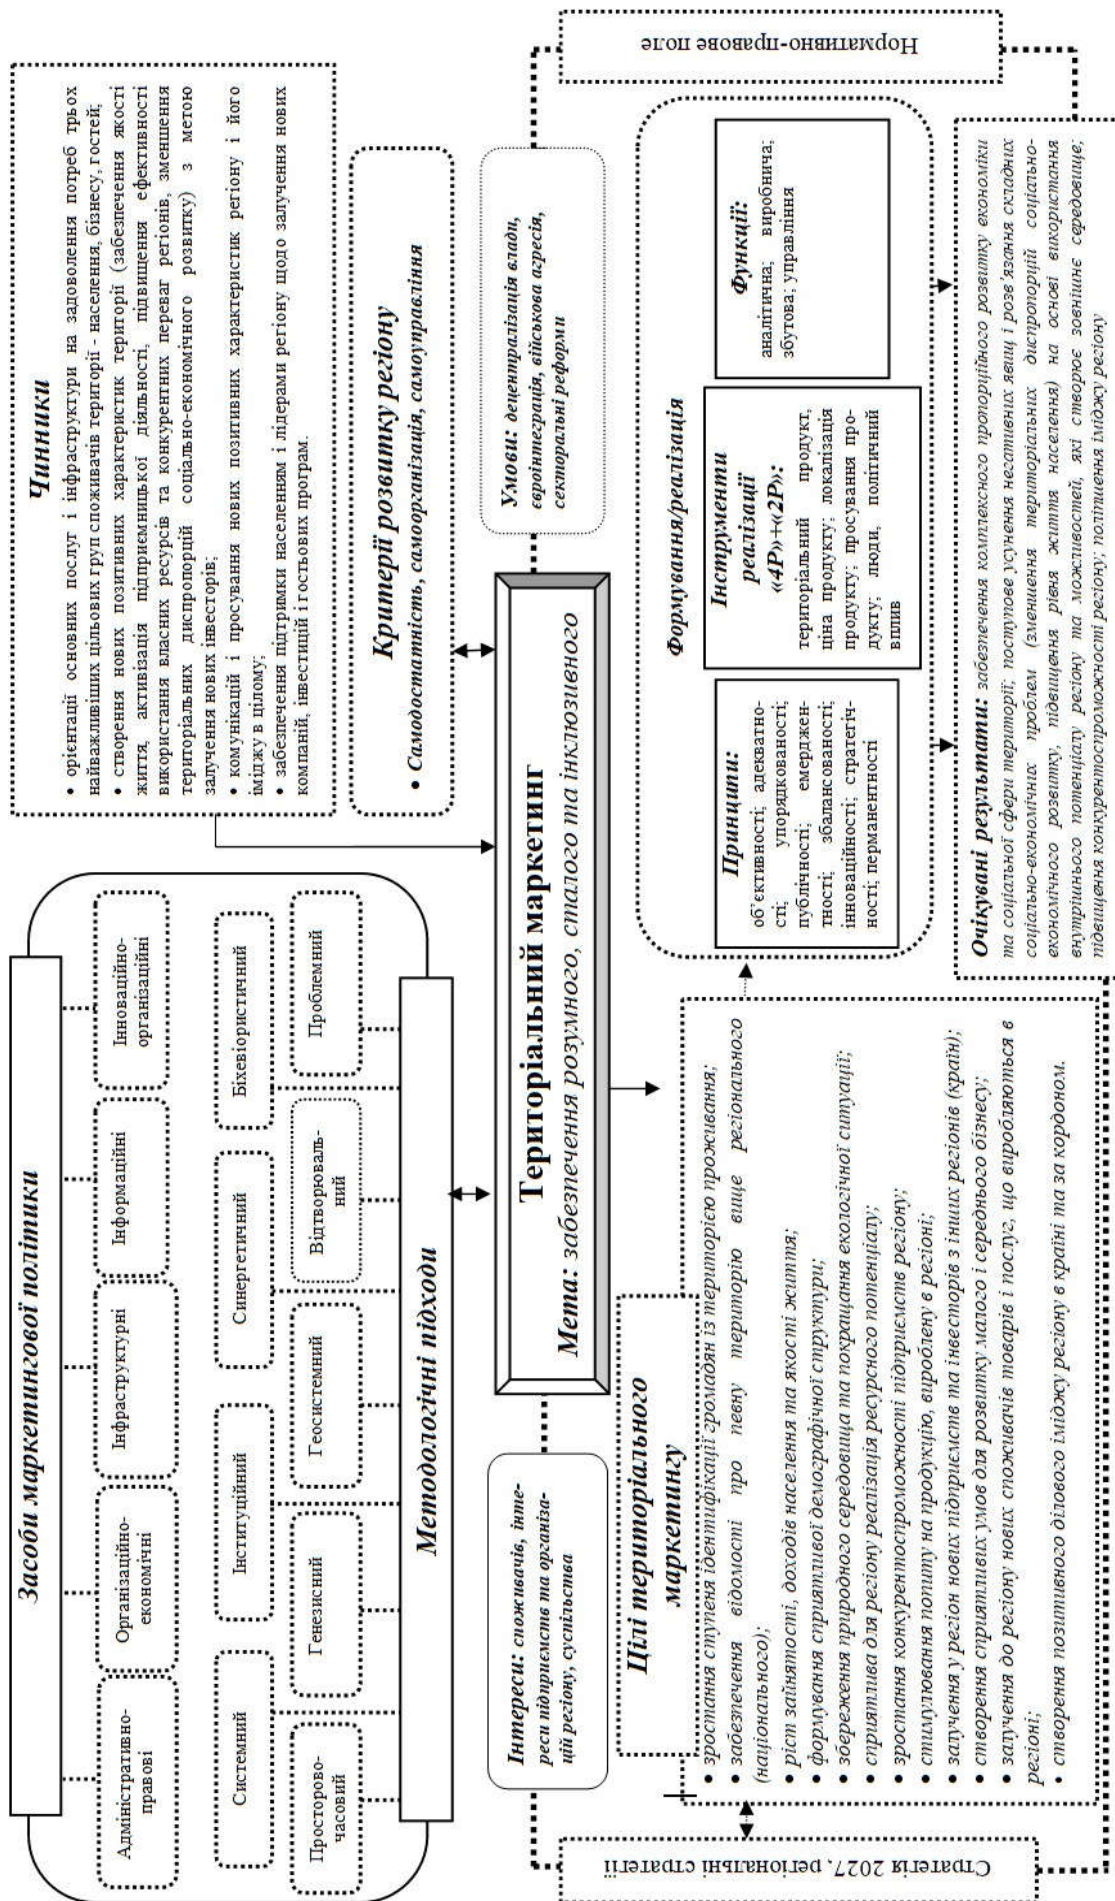 Засоби маркетингової політики
Адміністративно-
правові
Організаційно-
економічні
Інфраструктурні
Інформаційні
Інноваційно-
організаційні
Системний
Інституційний
Синергетичний
Біхевіористичний
Просторово-
часовий
Генезисний
Геосистемний
Відтворюваль-
ний
Проблемний
Методологічні підходи
Чинники
• орієнтації основних послуг і інфраструктури на задоволення потреб трьох
найважливіших цільових груп споживачів території - населення, бізнесу, гостей;
• створення нових позитивних характеристик території (забезпечення якості
життя, активізація підприємницької діяльності, підвищення ефективності
використання власних ресурсів та конкурентних переваг регіонів, зменшення
територіальних диспропорцій соціально-економічного розвитку) з метою
залучення нових інвесторів;
• комунікацій і просування нових позитивних характеристик регіону і його
іміджу в цілому;
• забезпечення підтримки населенням і лідерами регіону щодо залучення нових
компаній, інвестицій і гостьових програм.
Критерії розвитку регіону
• Самодостатність, самоорганізація, самоуправління
Інтереси: споживачів, інте-
реси підприємств та організа-
цій регіону, суспільства
Територіальний маркетинг
Мета: забезпечення розумного, сталого та інклюзивного
Умови: децентралізація влади,
євроінтеграція, військова агресія,
секторальні реформи
Нормативно-правове поле
Стратегія 2027, регіональні стратегії
Цілі територіального
маркетингу
• зростання ступеня ідентифікації громадян із територією проживання;
• забезпечення відомості про певну територію вище регіонального
(національного);
• ріст зайнятості, доходів населення та якості життя;
• формування сприятливої демографічної структури;
• збереження природного середовища та покращання екологічної ситуації;
• сприятлива для регіону реалізація ресурсного потенціалу;
• зростання конкурентоспроможності підприємств регіону;
• стимулювання попиту на продукцію, вироблену в регіоні;
• залучення у регіон нових підприємств та інвесторів з інших регіонів (країн);
• створення сприятливих умов для розвитку малого і середнього бізнесу;
• залучення до регіону нових споживачів товарів і послуг, що виробляються в
регіоні;
• створення позитивного ділового іміджу регіону в країні та за кордоном.
Формування/реалізація
Принципи:
об’єктивності; адекватно-
сті; упорядкованості;
публічності; емерджен-
тності; збалансованості;
інноваційності; стратегіч-
ності; перманентності
Інструменти
реалізації
«4Р»+«2Р»:
територіальний продукт,
ціна продукту; локалізація
продукту; просування про-
дукту; люди, політичний
вплив
Функції:
аналітична; виробнича;
збутова; управління
Очікувані результати: забезпечення комплексного пропорційного розвитку економіки
та соціальної сфери території; поступове усунення негативних явищ і розв’язання складних
соціально-економічних проблем (зменшення територіальних диспропорцій соціально-
економічного розвитку, підвищення рівня життя населення) на основі використання
внутрішнього потенціалу регіону та можливостей, які створює зовнішнє середовище;
підвищення конкурентоспроможності регіону; поліпшення іміджу регіону